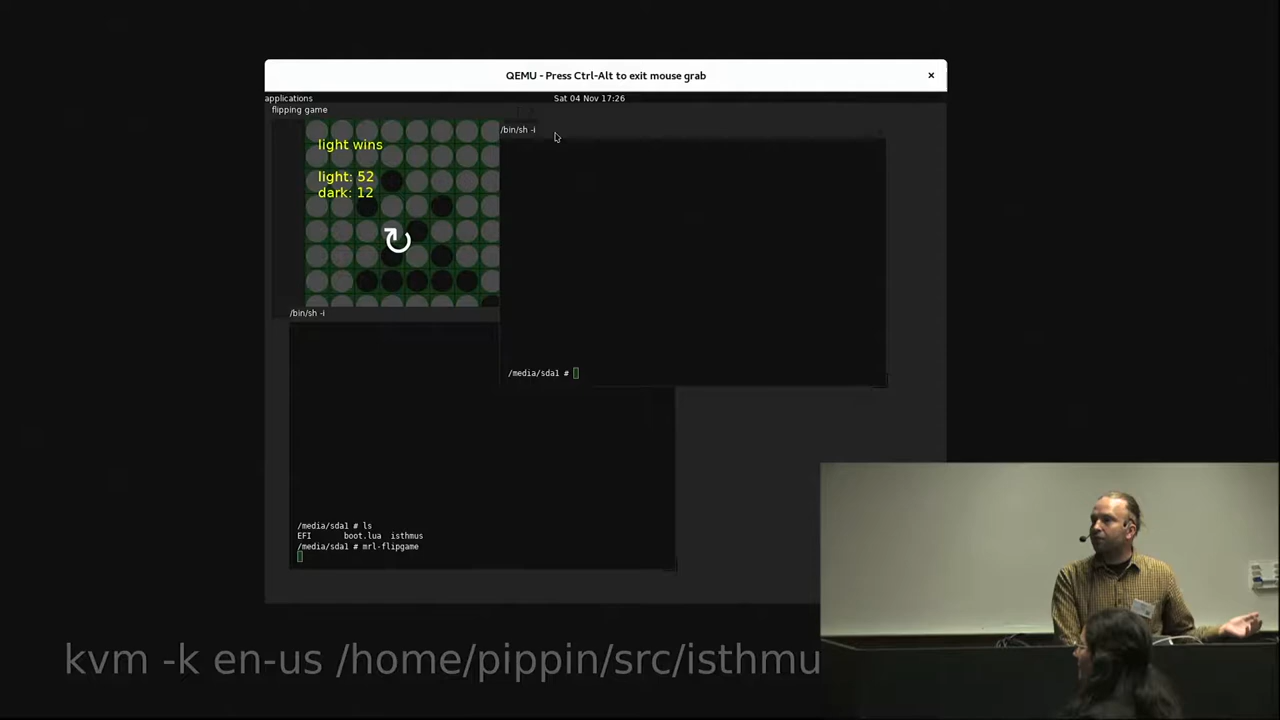 QEMU - Press Ctrl-Alt to exit mouse grab
applications
Sat 04 Nov 17:26
flipping game
light wins
light: 52
dark: 12
/bin/sh -i
/media/sda1 #
/bin/sh -i
/media/sda1 # ls
EFI boot.lua isthmus
/media/sda1 # mrl-flipgame
kvm -k en-us /home/pippin/src/isthmu